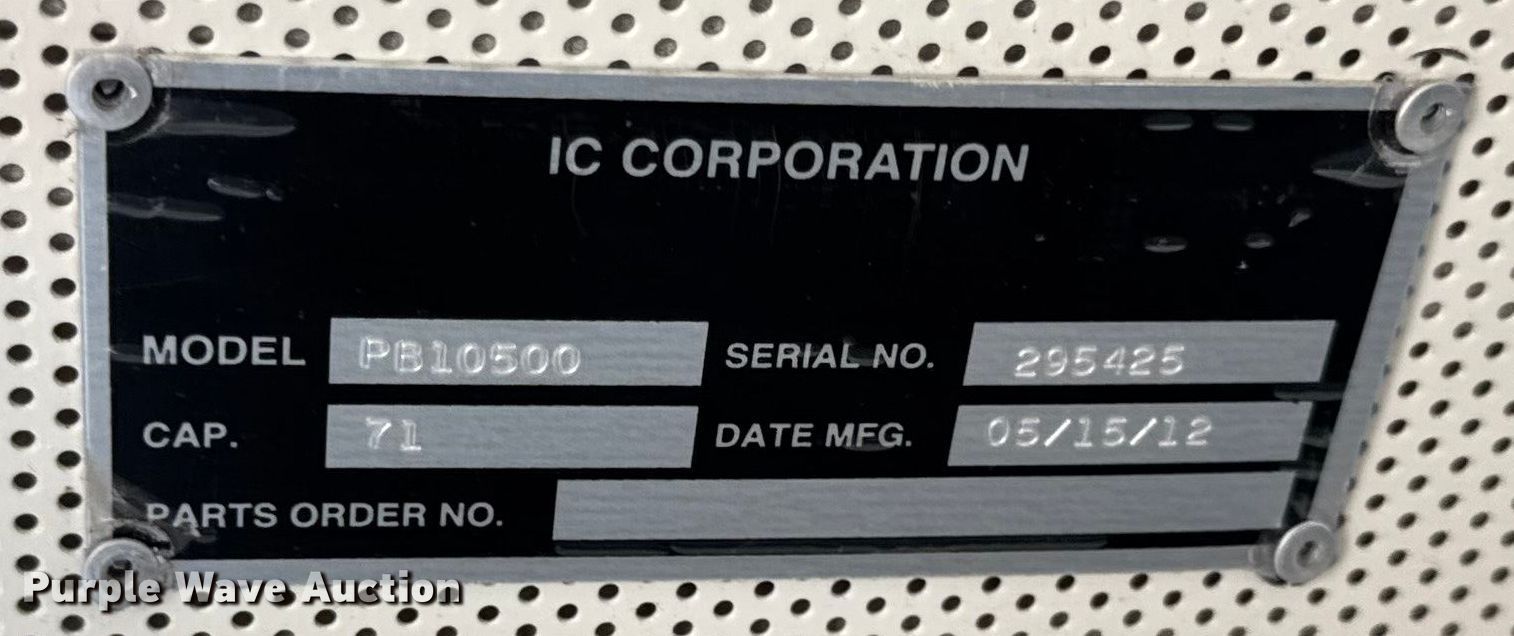 IC CORPORATION
MODEL PB10500 SERIAL NO. 295425
CAP. 71 DATE MFG. 05/15/12
PARTS ORDER NO.
Purple Wave Auction